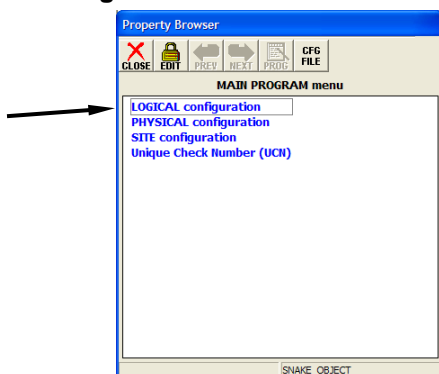 Property Browser
CLOSE EDIT PREV NEXT PROG CFG FILE
MAIN PROGRAM menu
LOGICAL configuration
PHYSICAL configuration
SITE configuration
Unique Check Number (UCN)
SNAKE OBJECT